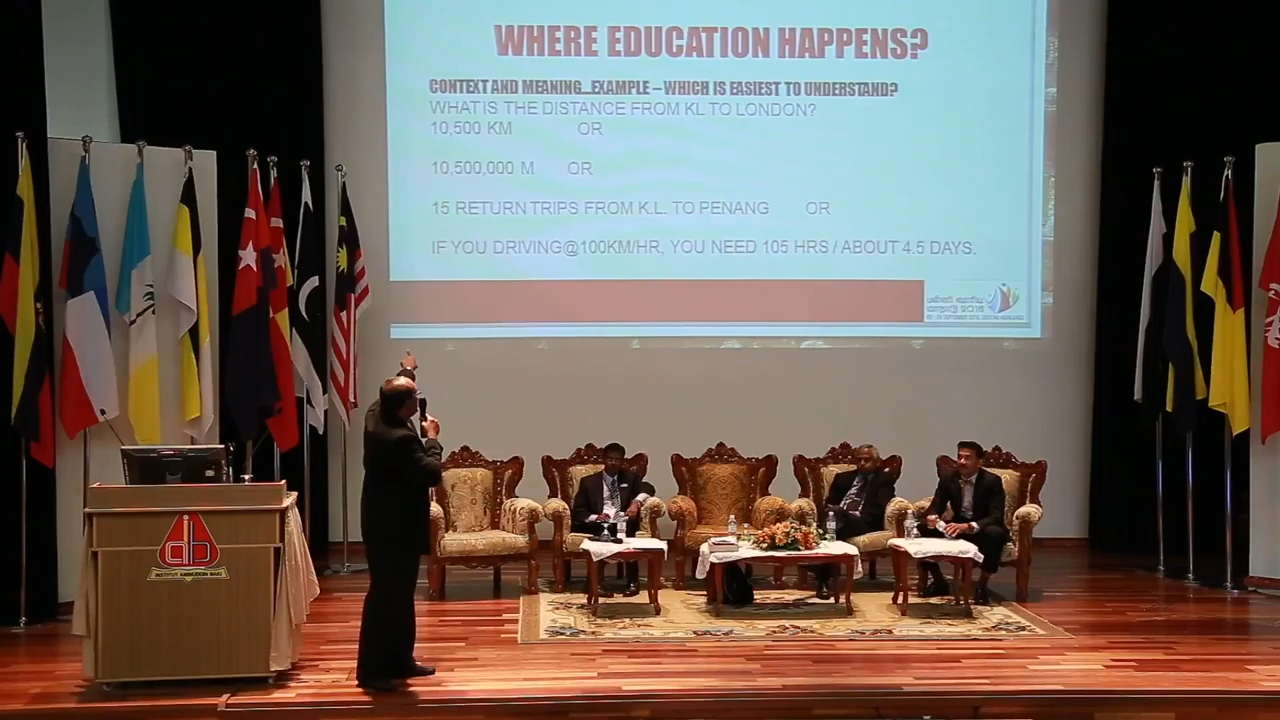 WHERE EDUCATION HAPPENS?
CONTEXT AND MEANING...EXAMPLE – WHICH IS EASIEST TO UNDERSTAND?
WHAT IS THE DISTANCE FROM KL TO LONDON?
10,500 KM OR
10,500,000 M OR
15 RETURN TRIPS FROM K.L. TO PENANG OR
IF YOU DRIVING@100KM/HR, YOU NEED 105 HRS / ABOUT 4.5 DAYS.
2018
INSTITUT AMINUDDIN BAKI